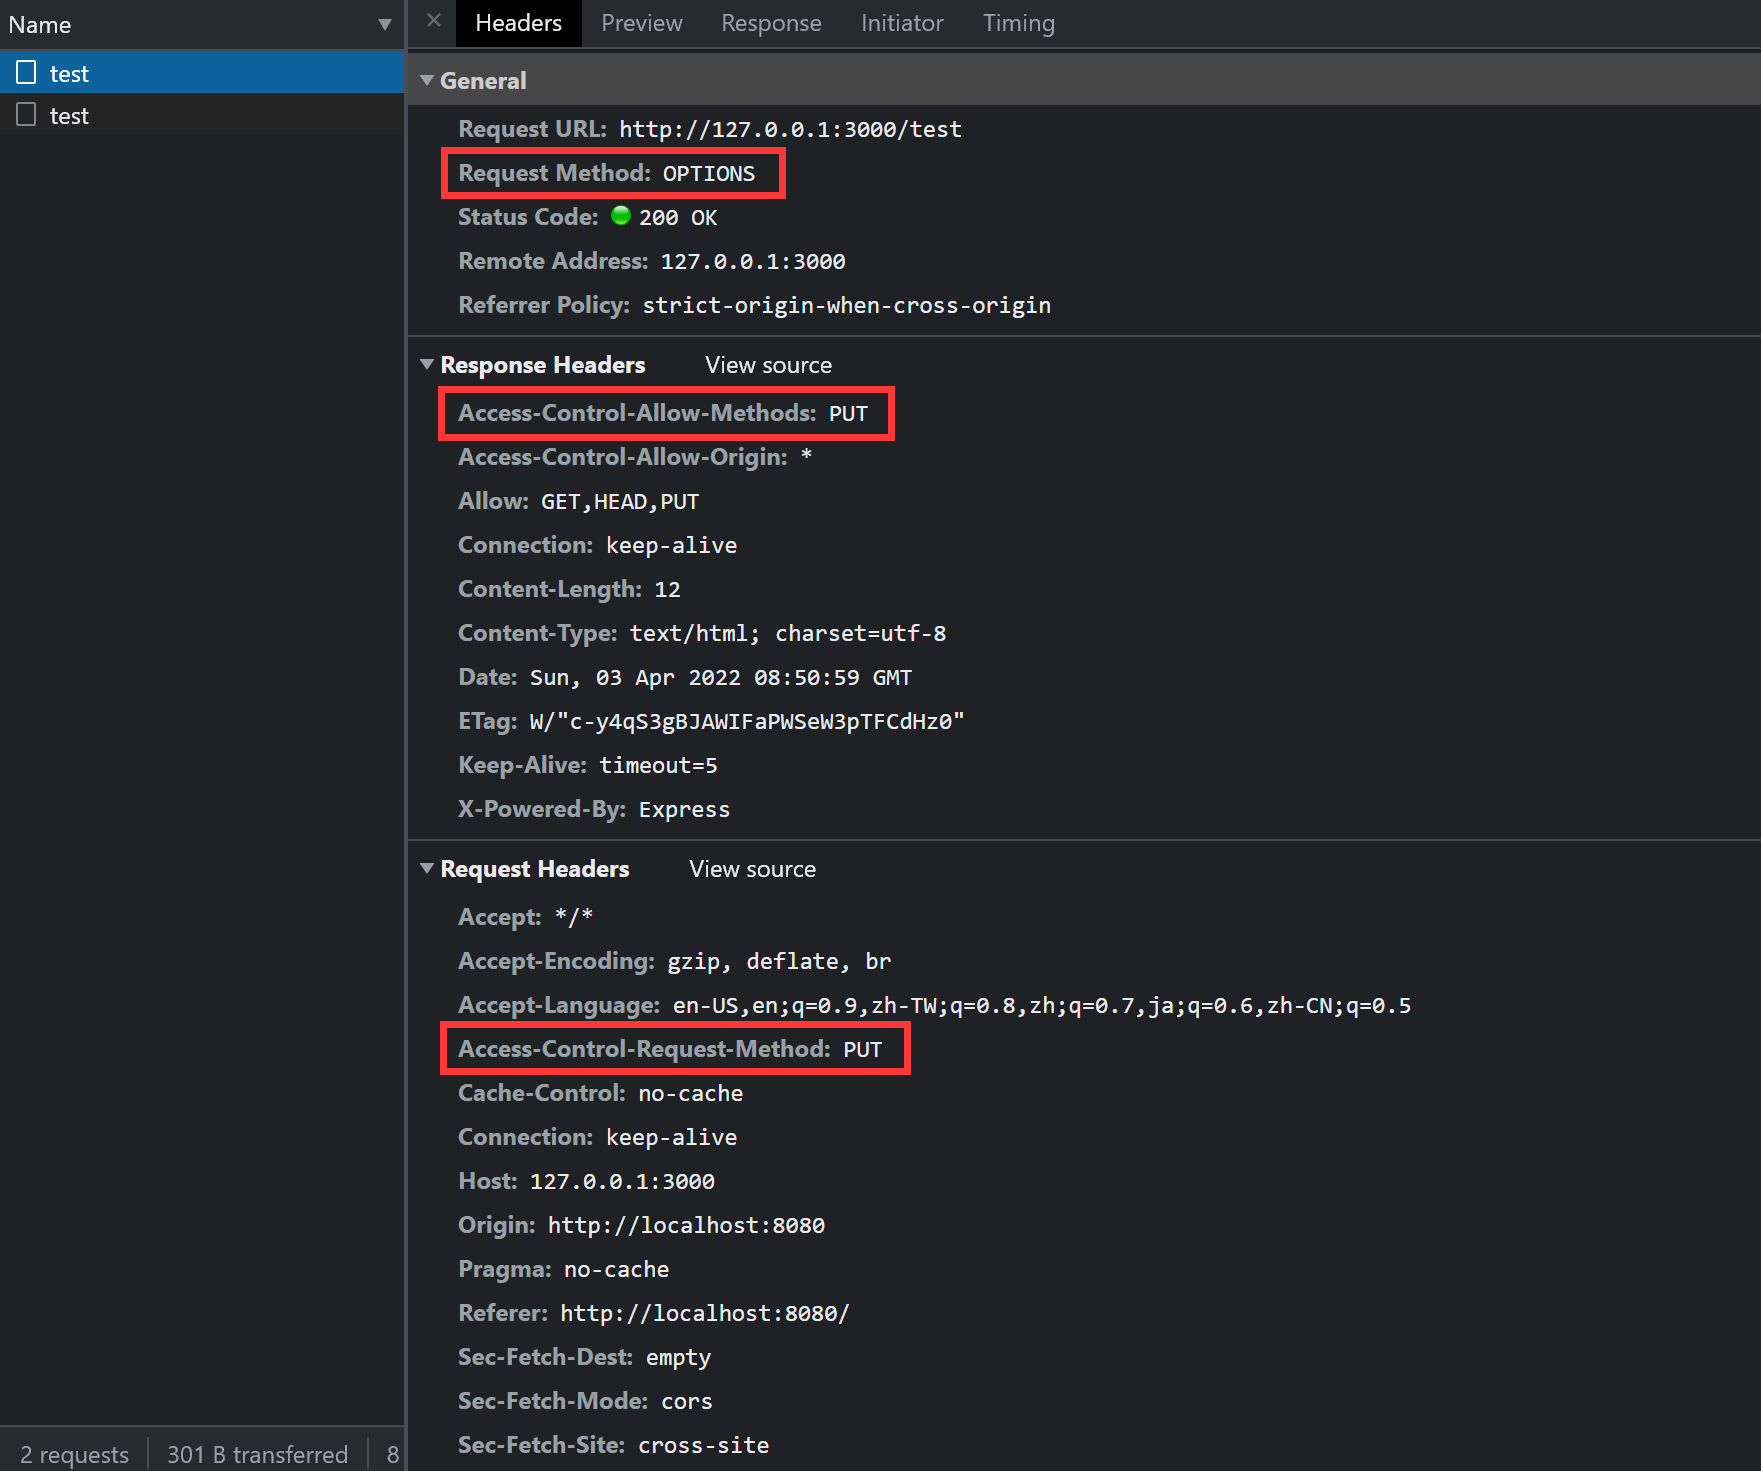 Name ▼
test
test
× Headers Preview Response Initiator Timing
▼ General
Request URL: http://127.0.0.1:3000/test
Request Method: OPTIONS
Status Code: 200 OK
Remote Address: 127.0.0.1:3000
Referrer Policy: strict-origin-when-cross-origin
▼ Response Headers View source
Access-Control-Allow-Methods: PUT
Access-Control-Allow-Origin: *
Allow: GET,HEAD,PUT
Connection: keep-alive
Content-Length: 12
Content-Type: text/html; charset=utf-8
Date: Sun, 03 Apr 2022 08:50:59 GMT
ETag: W/"c-y4qS3gBJAWIFaPWSeW3pTFCdHz0"
Keep-Alive: timeout=5
X-Powered-By: Express
▼ Request Headers View source
Accept: */*
Accept-Encoding: gzip, deflate, br
Accept-Language: en-US,en;q=0.9,zh-TW;q=0.8,zh;q=0.7,ja;q=0.6,zh-CN;q=0.5
Access-Control-Request-Method: PUT
Cache-Control: no-cache
Connection: keep-alive
Host: 127.0.0.1:3000
Origin: http://localhost:8080
Pragma: no-cache
Referer: http://localhost:8080/
Sec-Fetch-Dest: empty
Sec-Fetch-Mode: cors
Sec-Fetch-Site: cross-site
2 requests 301 B transferred 8